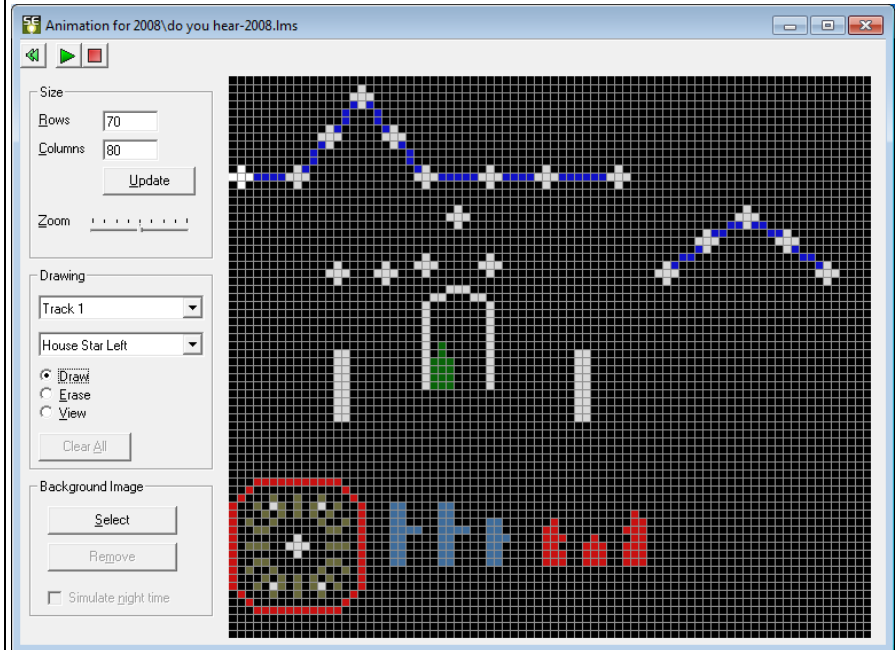 SE Animation for 2008\do you hear-2008.lms
Size
Rows 70
Columns 80
Update
Zoom
Drawing
Track 1
House Star Left
Draw
Erase
View
Clear All
Background Image
Select
Remove
Simulate night time